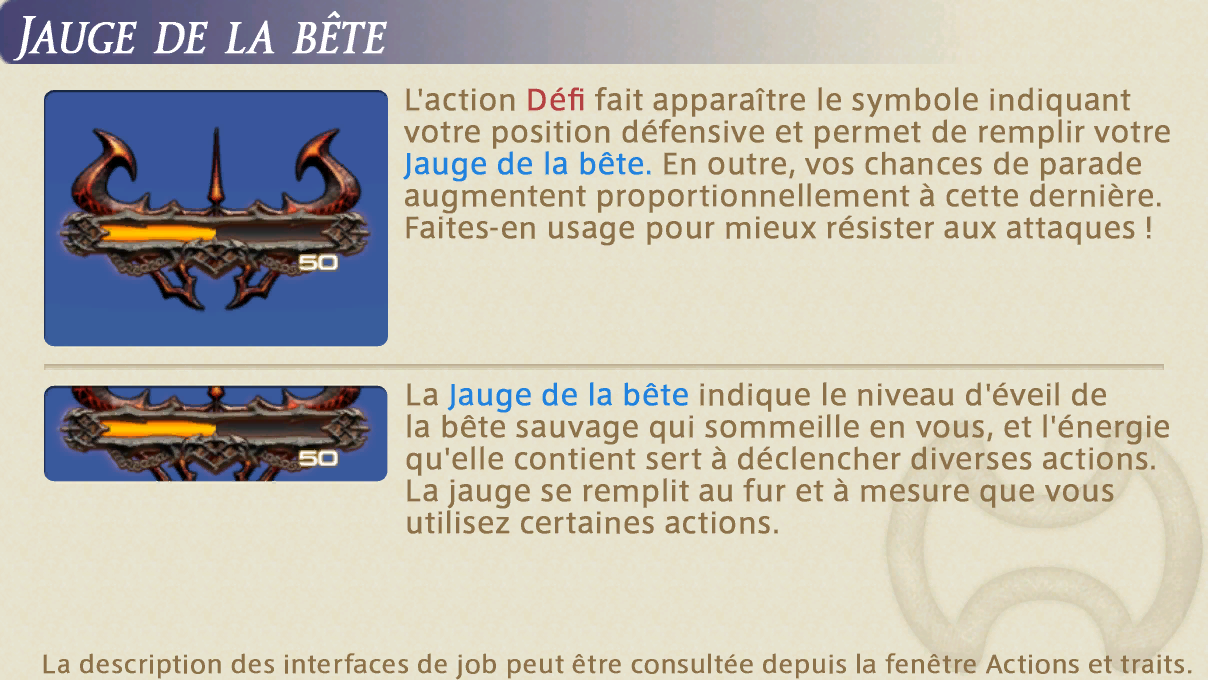 JAUGE DE LA BÊTE
L'action Défi fait apparaître le symbole indiquant
votre position défensive et permet de remplir votre
Jauge de la bête. En outre, vos chances de parade
augmentent proportionnellement à cette dernière.
Faites-en usage pour mieux résister aux attaques !
50
La Jauge de la bête indique le niveau d'éveil de
la bête sauvage qui sommeille en vous, et l'énergie
qu'elle contient sert à déclencher diverses actions.
La jauge se remplit au fur et à mesure que vous
utilisez certaines actions.
50
La description des interfaces de job peut être consultée depuis la fenêtre Actions et traits.